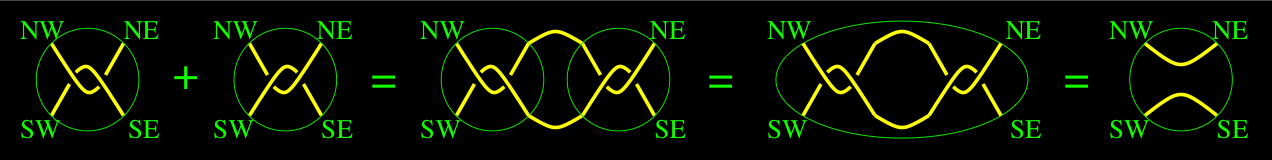 NW NE NW NE NW NE NW NE NW NE
+ = = =
SW SE SW SE SW SE SW SE SW SE